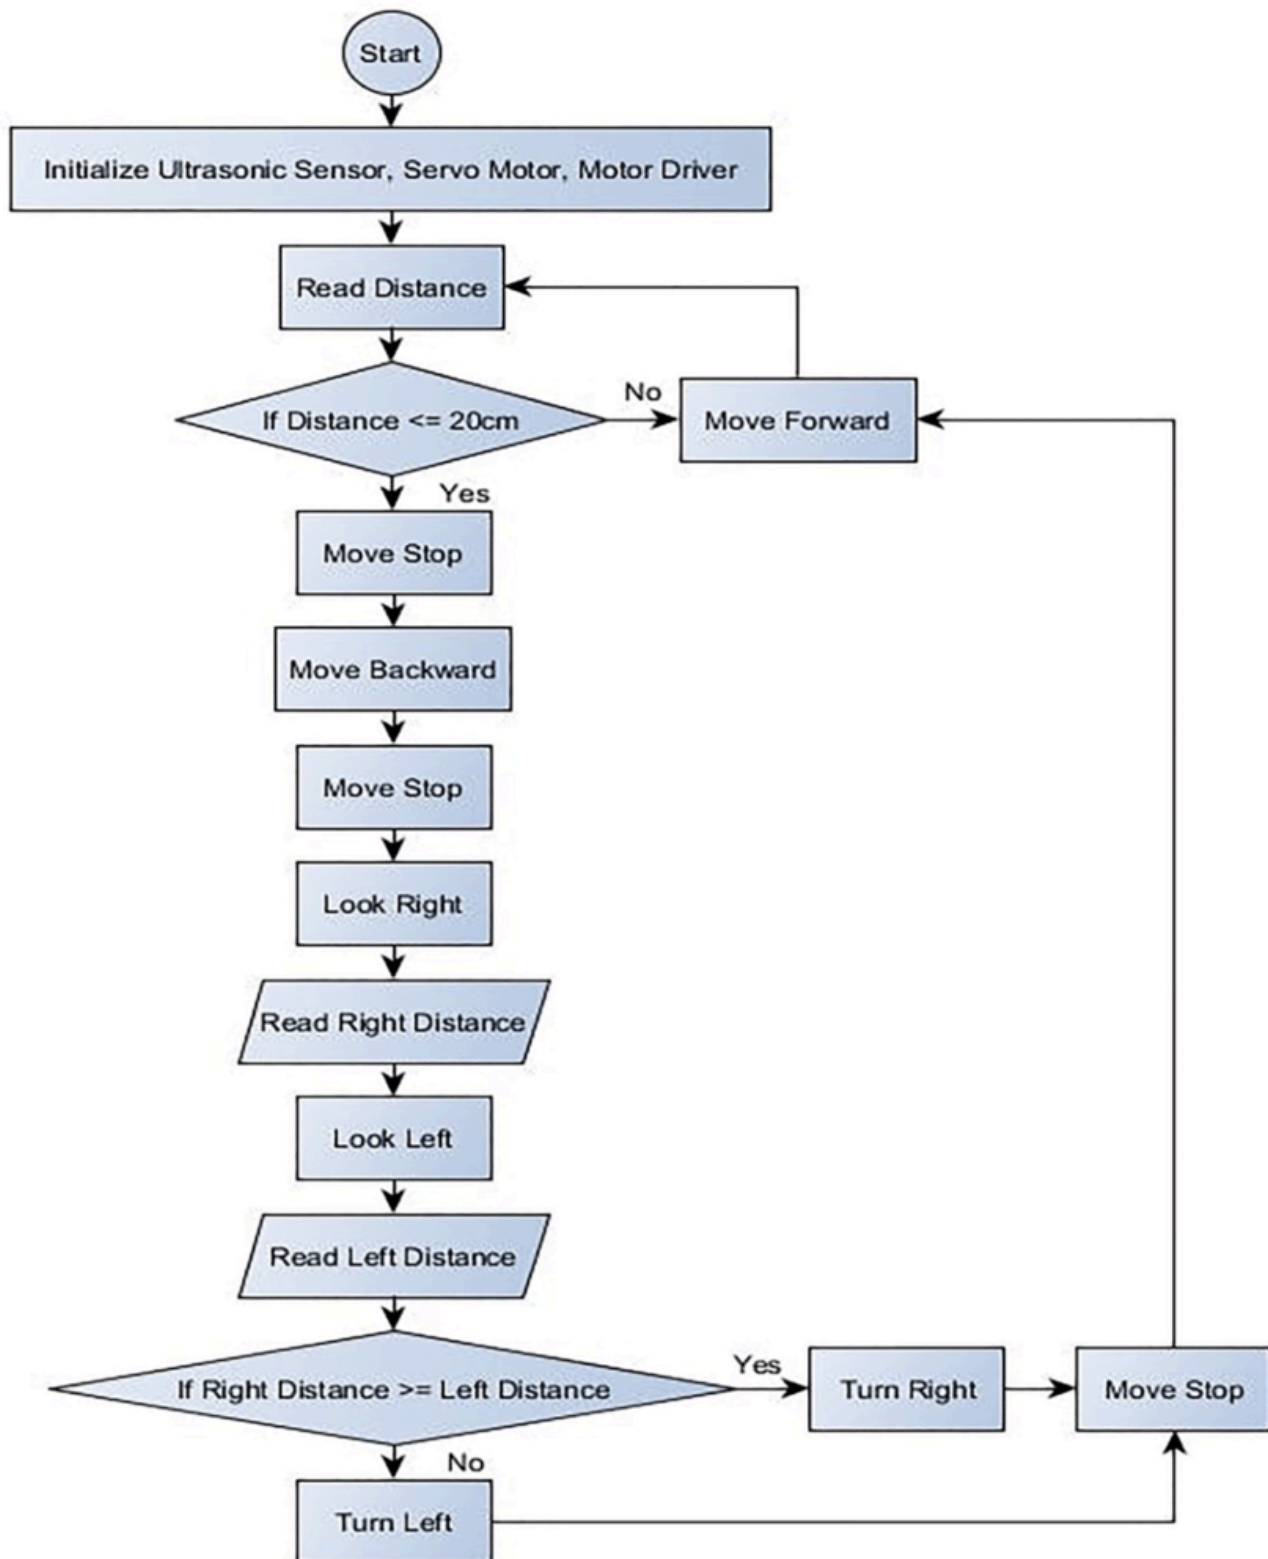 Start
Initialize Ultrasonic Sensor, Servo Motor, Motor Driver
Read Distance
If Distance <= 20cm
No
Move Forward
Yes
Move Stop
Move Backward
Move Stop
Look Right
Read Right Distance
Look Left
Read Left Distance
If Right Distance >= Left Distance
Yes
Turn Right
Move Stop
No
Turn Left